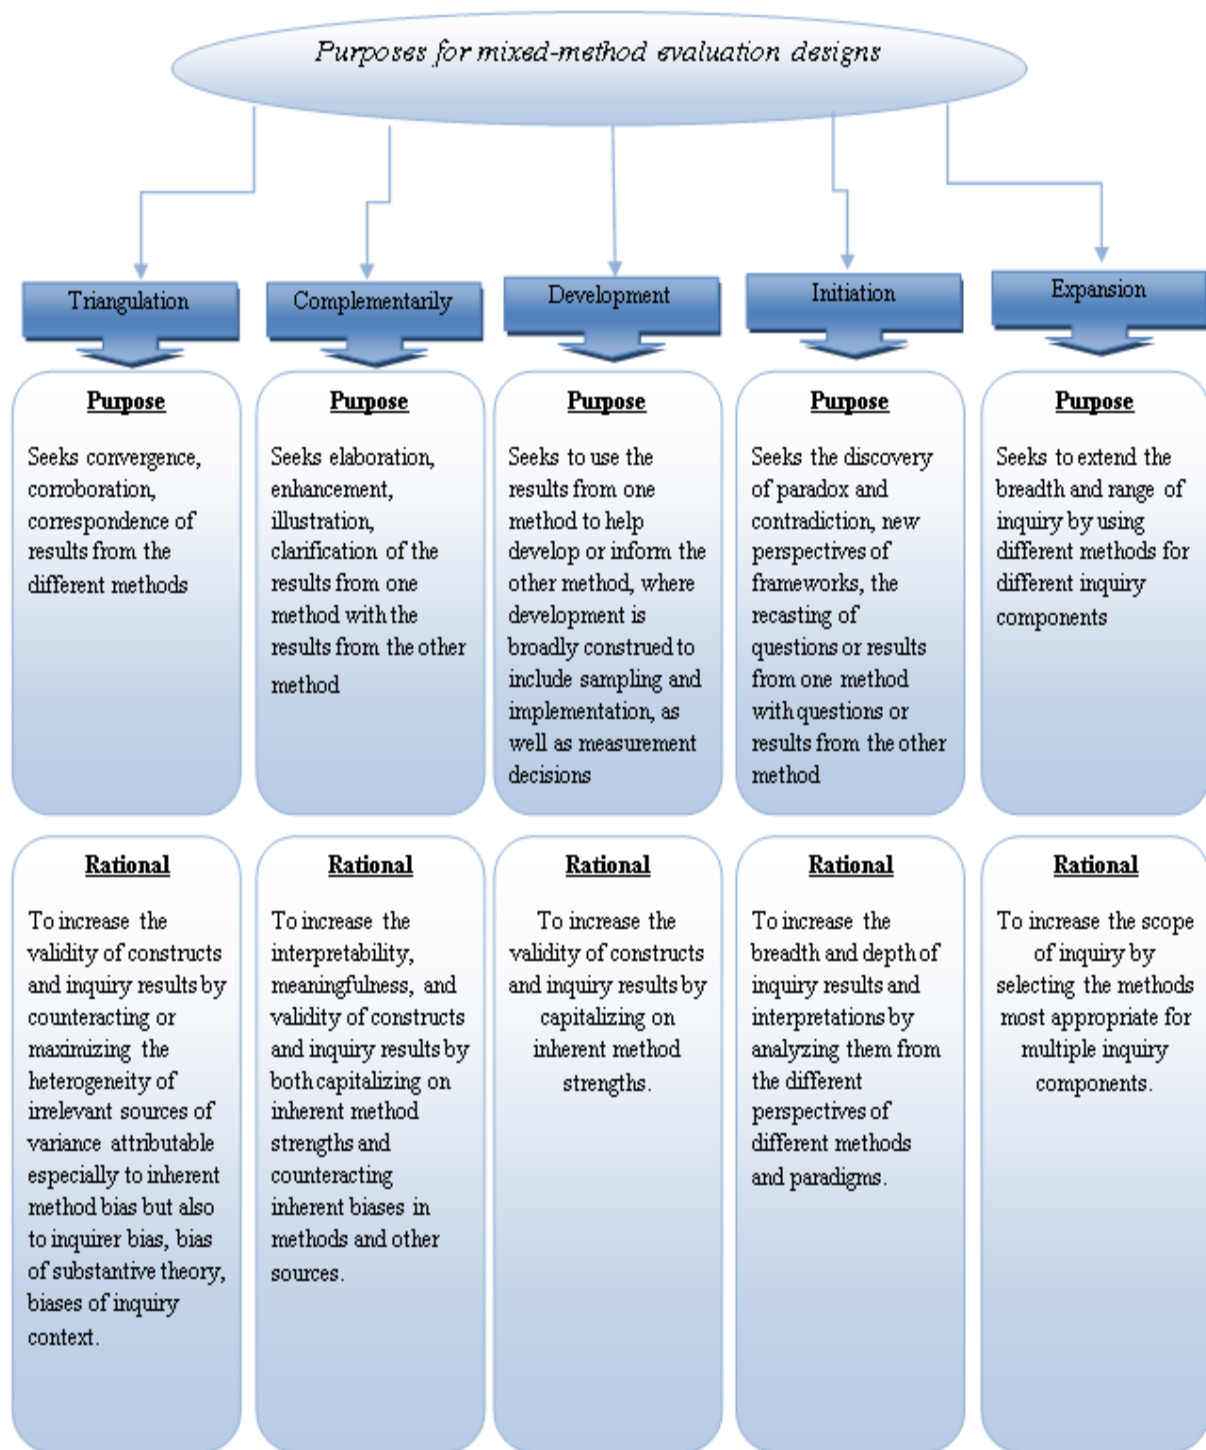 Purposes for mixed-method evaluation designs
Triangulation
Complementarily
Development
Initiation
Expansion
Purpose
Seeks convergence,
corroboration,
correspondence of
results from the
different methods
Purpose
Seeks elaboration,
enhancement,
illustration,
clarification of the
results from one
method with the
results from the other
method
Purpose
Seeks to use the
results from one
method to help
develop or inform the
other method, where
development is
broadly construed to
include sampling and
implementation, as
well as measurement
decisions
Purpose
Seeks the discovery
of paradox and
contradiction, new
perspectives of
frameworks, the
recasting of
questions or results
from one method
with questions or
results from the other
method
Purpose
Seeks to extend the
breadth and range of
inquiry by using
different methods for
different inquiry
components
Rational
To increase the
validity of constructs
and inquiry results by
counteracting or
maximizing the
heterogeneity of
irrelevant sources of
variance attributable
especially to inherent
method bias but also
to inquirer bias, bias
of substantive theory,
biases of inquiry
context.
Rational
To increase the
interpretability,
meaningfulness, and
validity of constructs
and inquiry results by
both capitalizing on
inherent method
strengths and
counteracting
inherent biases in
methods and other
sources.
Rational
To increase the
validity of constructs
and inquiry results by
capitalizing on
inherent method
strengths.
Rational
To increase the
breadth and depth of
inquiry results and
interpretations by
analyzing them from
the different
perspectives of
different methods
and paradigms.
Rational
To increase the scope
of inquiry by
selecting the methods
most appropriate for
multiple inquiry
components.